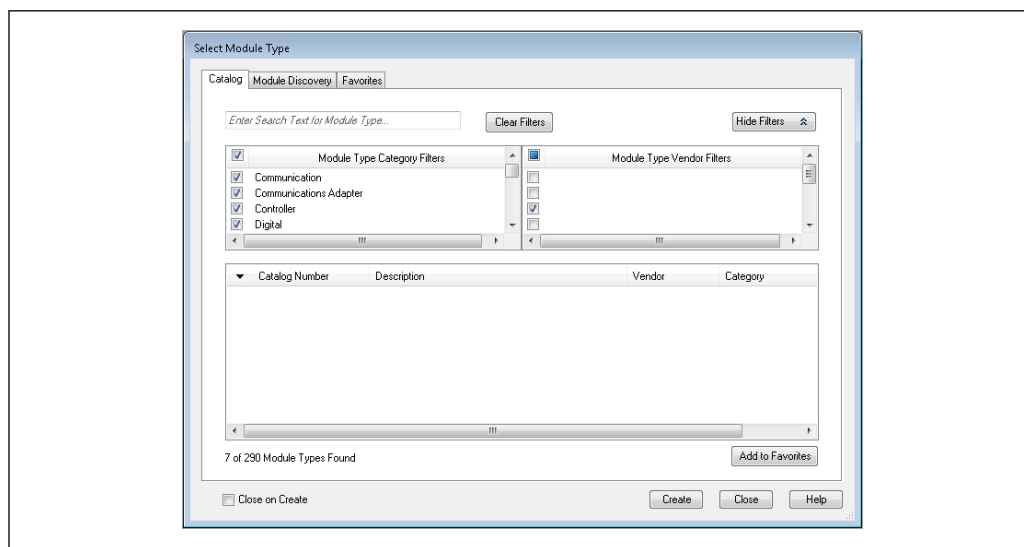 Select Module Type
Catalog Module Discovery Favorites
Enter Search Text for Module Type...
Clear Filters
Hide Filters
Module Type Category Filters
Module Type Vendor Filters
Communication
Communications Adapter
Controller
Digital
Catalog Number Description Vendor Category
7 of 290 Module Types Found
Add to Favorites
Close on Create
Create Close Help